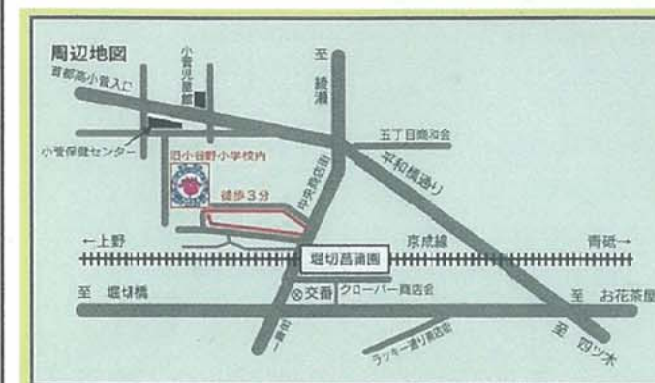 周辺地図
首都高小菅入口
小菅児童館
至 綾瀬
五丁目商和会
小菅保健センター
旧小谷野小学校内
徒歩3分
中央商店街
平和橋通り
←上野
堀切菖蒲園
京成線
青砥→
至 堀切橋
交番
クローバー商店会
至 お花茶屋
ラッキー通り商店会
至 四ツ木